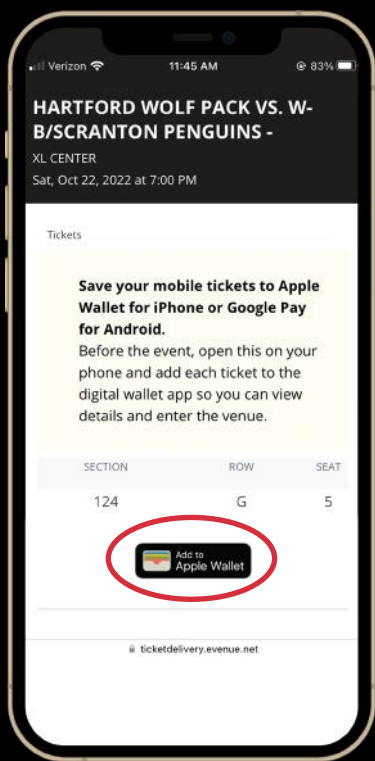 Verizon 11:45 AM 83%
HARTFORD WOLF PACK VS. W-
B/SCRANTON PENGUINS -
XL CENTER
Sat, Oct 22, 2022 at 7:00 PM
Tickets
Save your mobile tickets to Apple
Wallet for iPhone or Google Pay
for Android.
Before the event, open this on your
phone and add each ticket to the
digital wallet app so you can view
details and enter the venue.
SECTION ROW SEAT
124 G 5
Add to
Apple Wallet
ticketdelivery.evenue.net